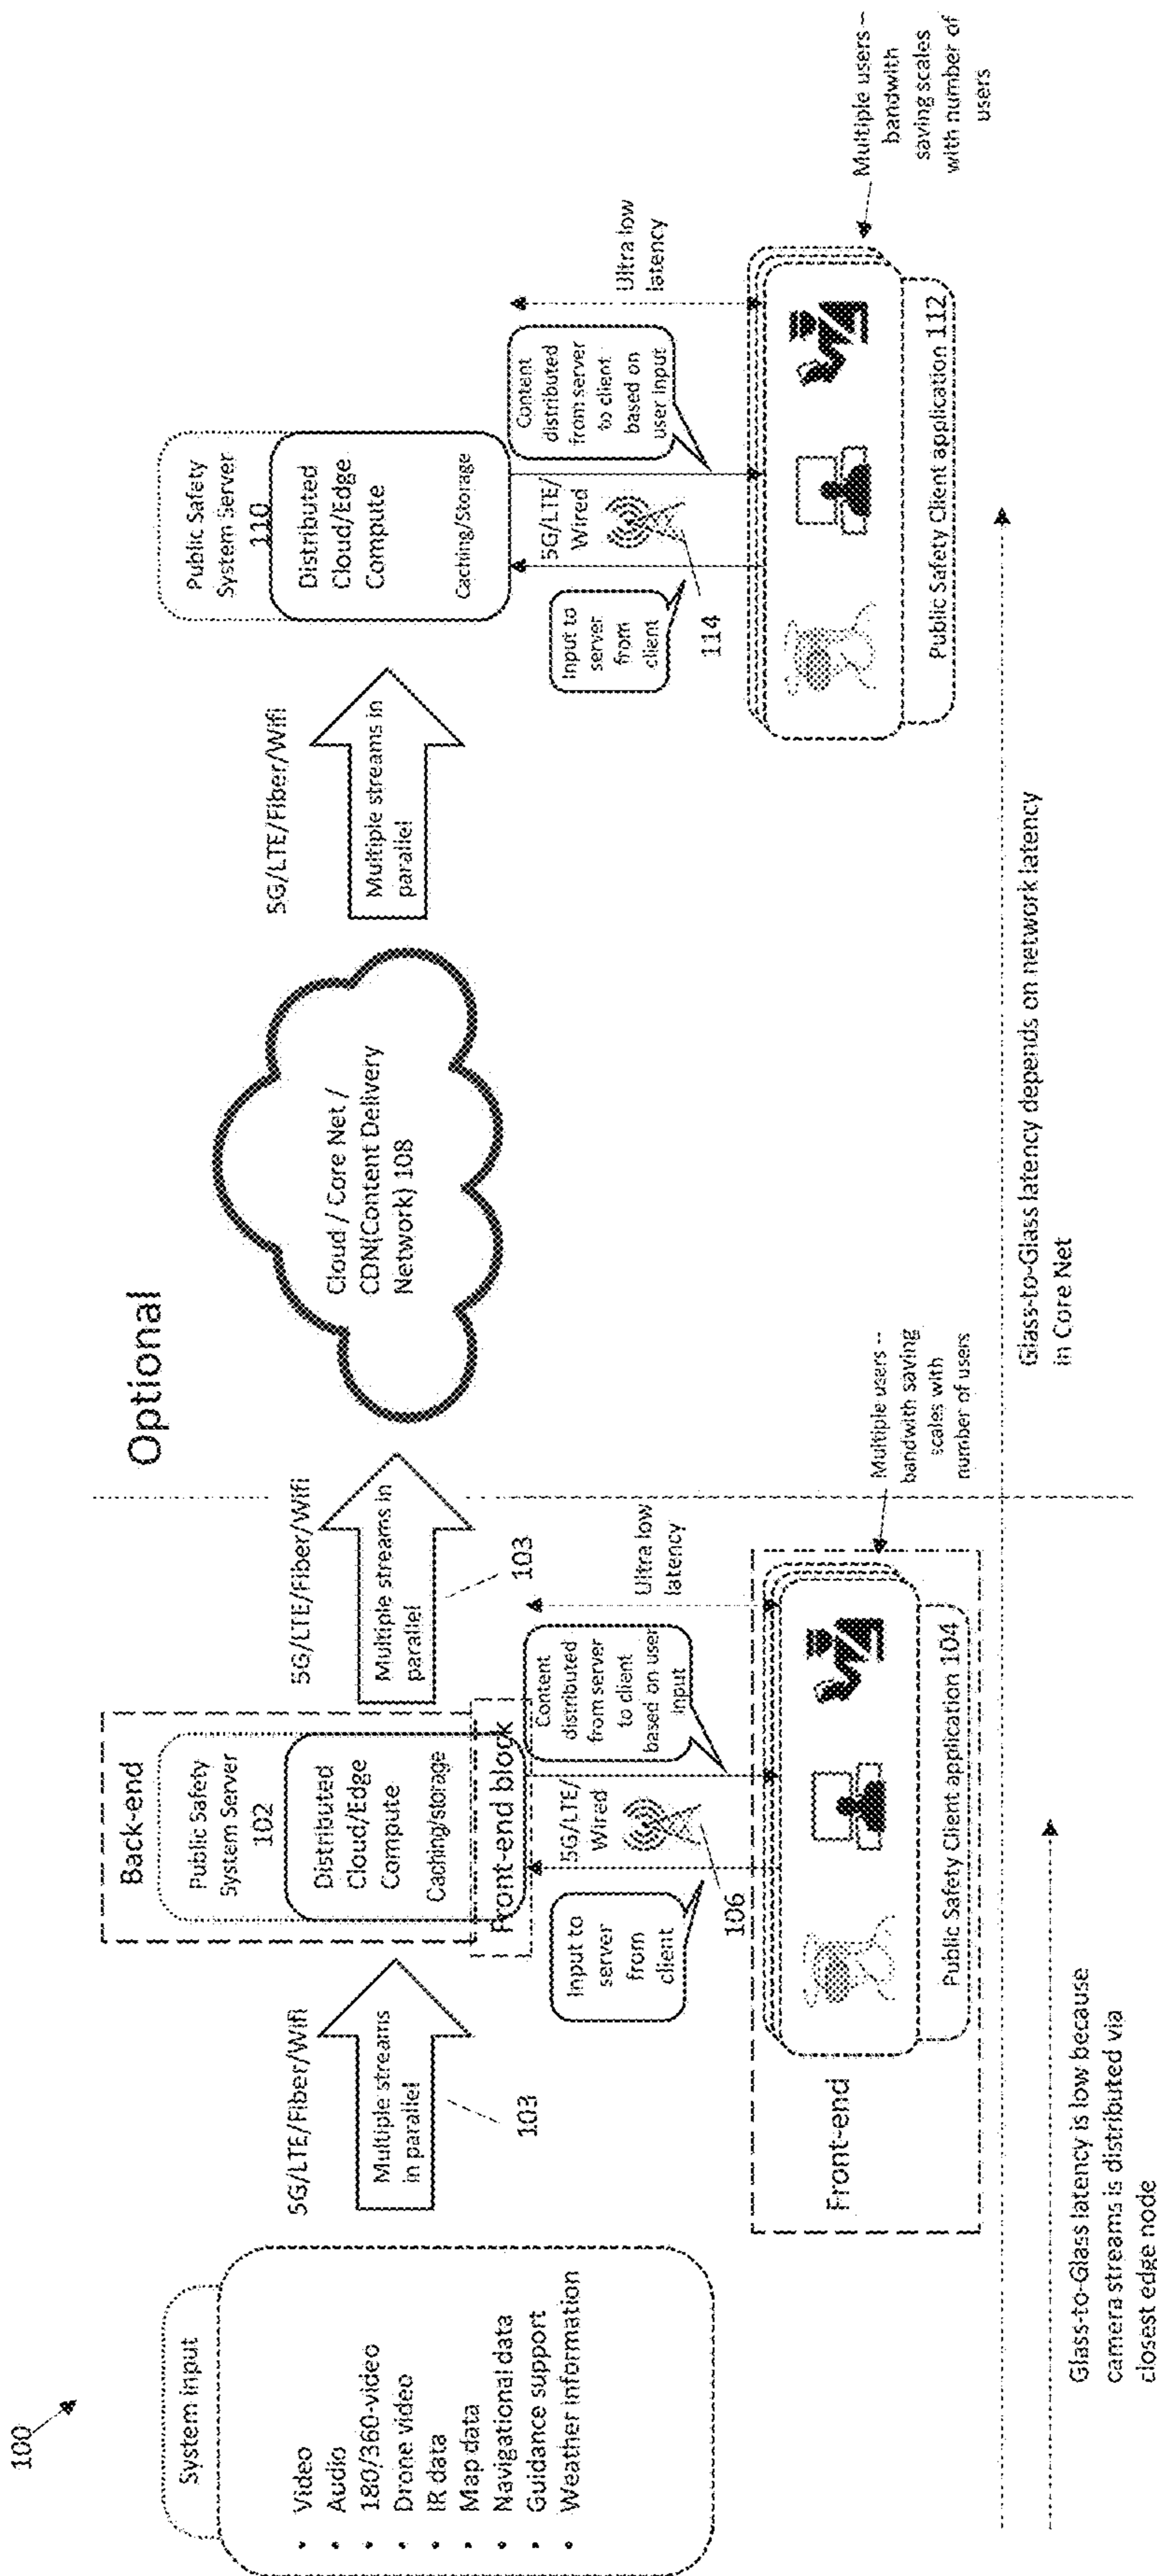 100
System input
• Video
• Audio
• 180/360-video
• Drone video
• IR data
• Map data
• Navigational data
• Guidance support
• Weather information
5G/LTE/Fiber/Wifi
Multiple streams
in parallel
103
Back-end
Public Safety
System Server
102
Distributed
Cloud/Edge
Compute
Caching/storage
Front-end block
Input to
server
from
client
5G/LTE/
Wired
106
Content
distributed
from server
to client
based on user
input
Ultra low
latency
Front-end
Public Safety Client application 104
Multiple users --
bandwith saving
scales with
number of users
5G/LTE/Fiber/Wifi
Multiple streams in
parallel
103
Optional
Cloud / Core Net /
CDN(Content Delivery
Network) 108
5G/LTE/Fiber/Wifi
Multiple streams in
parallel
Public Safety
System Server
110
Distributed
Cloud/Edge
Compute
Caching/Storage
Input to
server
from
client
5G/LTE/
Wired
114
Content
distributed
from server
to client
based on
user input
Ultra low
latency
Public Safety Client application 112
Multiple users --
bandwith
saving scales
with number of
users
Glass-to-Glass latency depends on network latency
in Core Net
Glass-to-Glass latency is low because
camera streams is distributed via
closest edge node